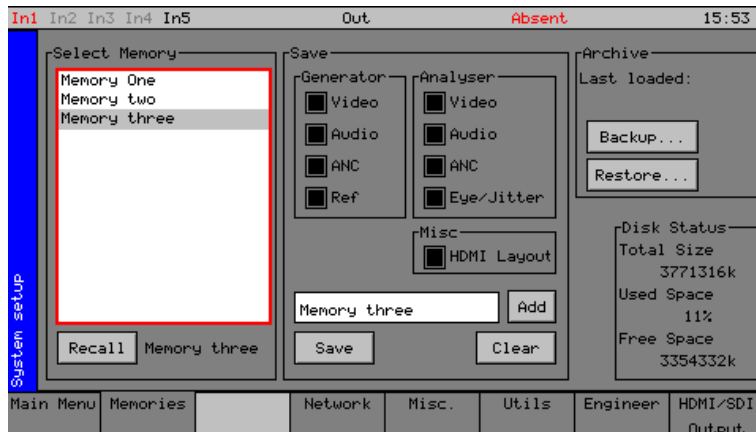 In1 In2 In3 In4 In5 Out Absent 15:53
System setup
Select Memory
Memory One
Memory two
Memory three
Recall Memory three
Save
Generator
Video
Audio
ANC
Ref
Analyser
Video
Audio
ANC
Eye/Jitter
Misc
HDMI Layout
Memory three Add
Save Clear
Archive
Last loaded:
Backup...
Restore...
Disk Status
Total Size
3771316k
Used Space
11%
Free Space
3354332k
Main Menu Memories Network Misc. Utils Engineer HDMI/SDI
Output